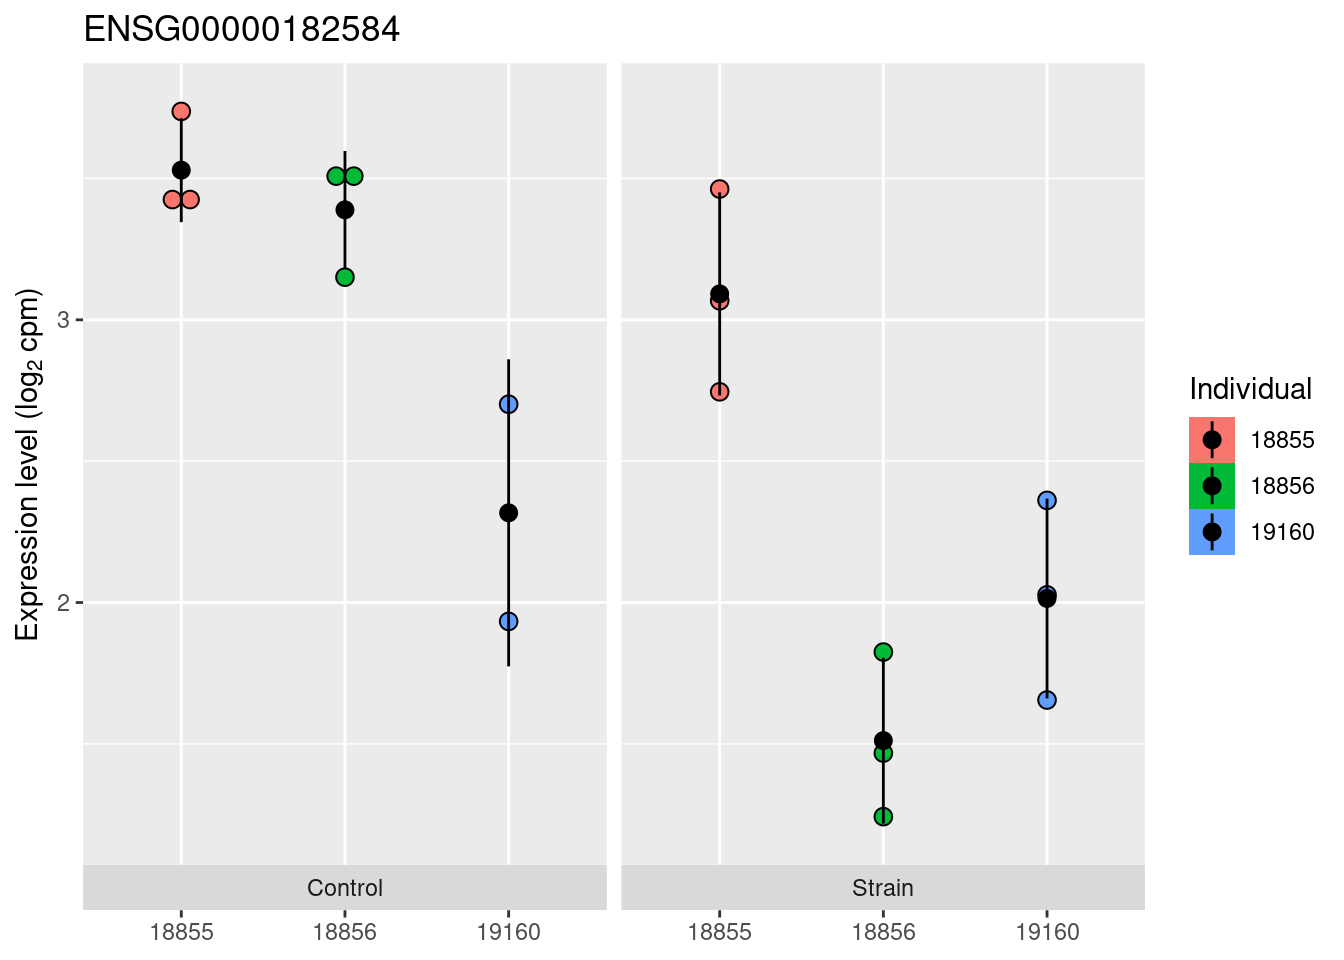 ENSG00000182584
Expression level (log₂ cpm)
3
2
Control
Strain
18855
18856
19160
18855
18856
19160
Individual
18855
18856
19160